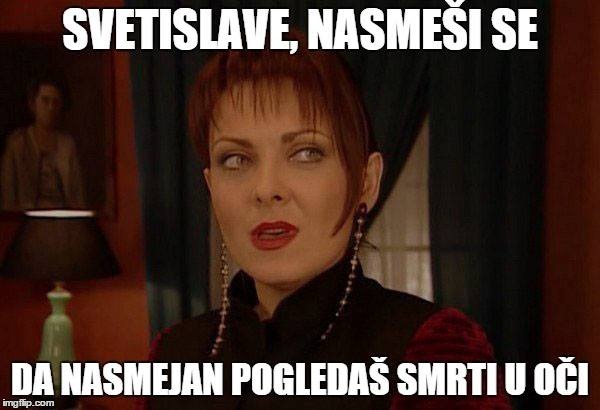 SVETISLAVE, NASMEŠI SE
DA NASMEJAN POGLEDAŠ SMRTI U OČI
imgflip.com